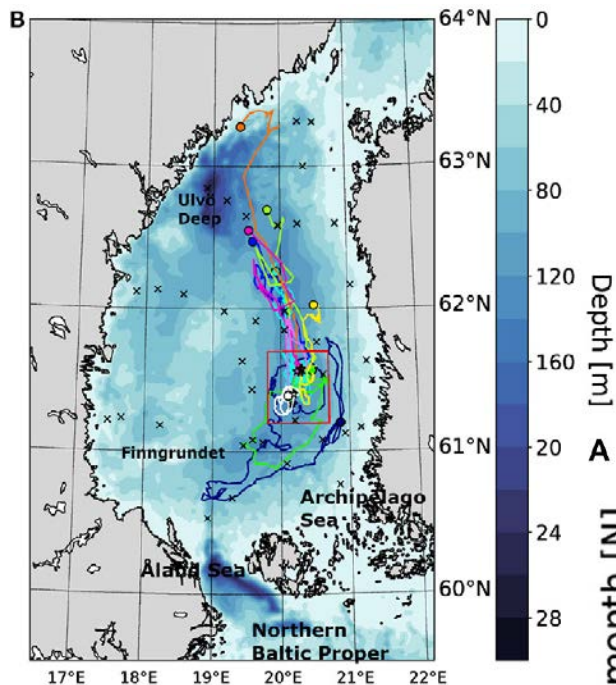 B
64°N
63°N
62°N
61°N
60°N
17°E
18°E
19°E
20°E
21°E
22°E
Ulvö
Deep
Finngrundet
Archipelago
Sea
Åland Sea
Northern
Baltic Proper
0
40
80
120
160
20
24
28
Depth [m]
A
[N]